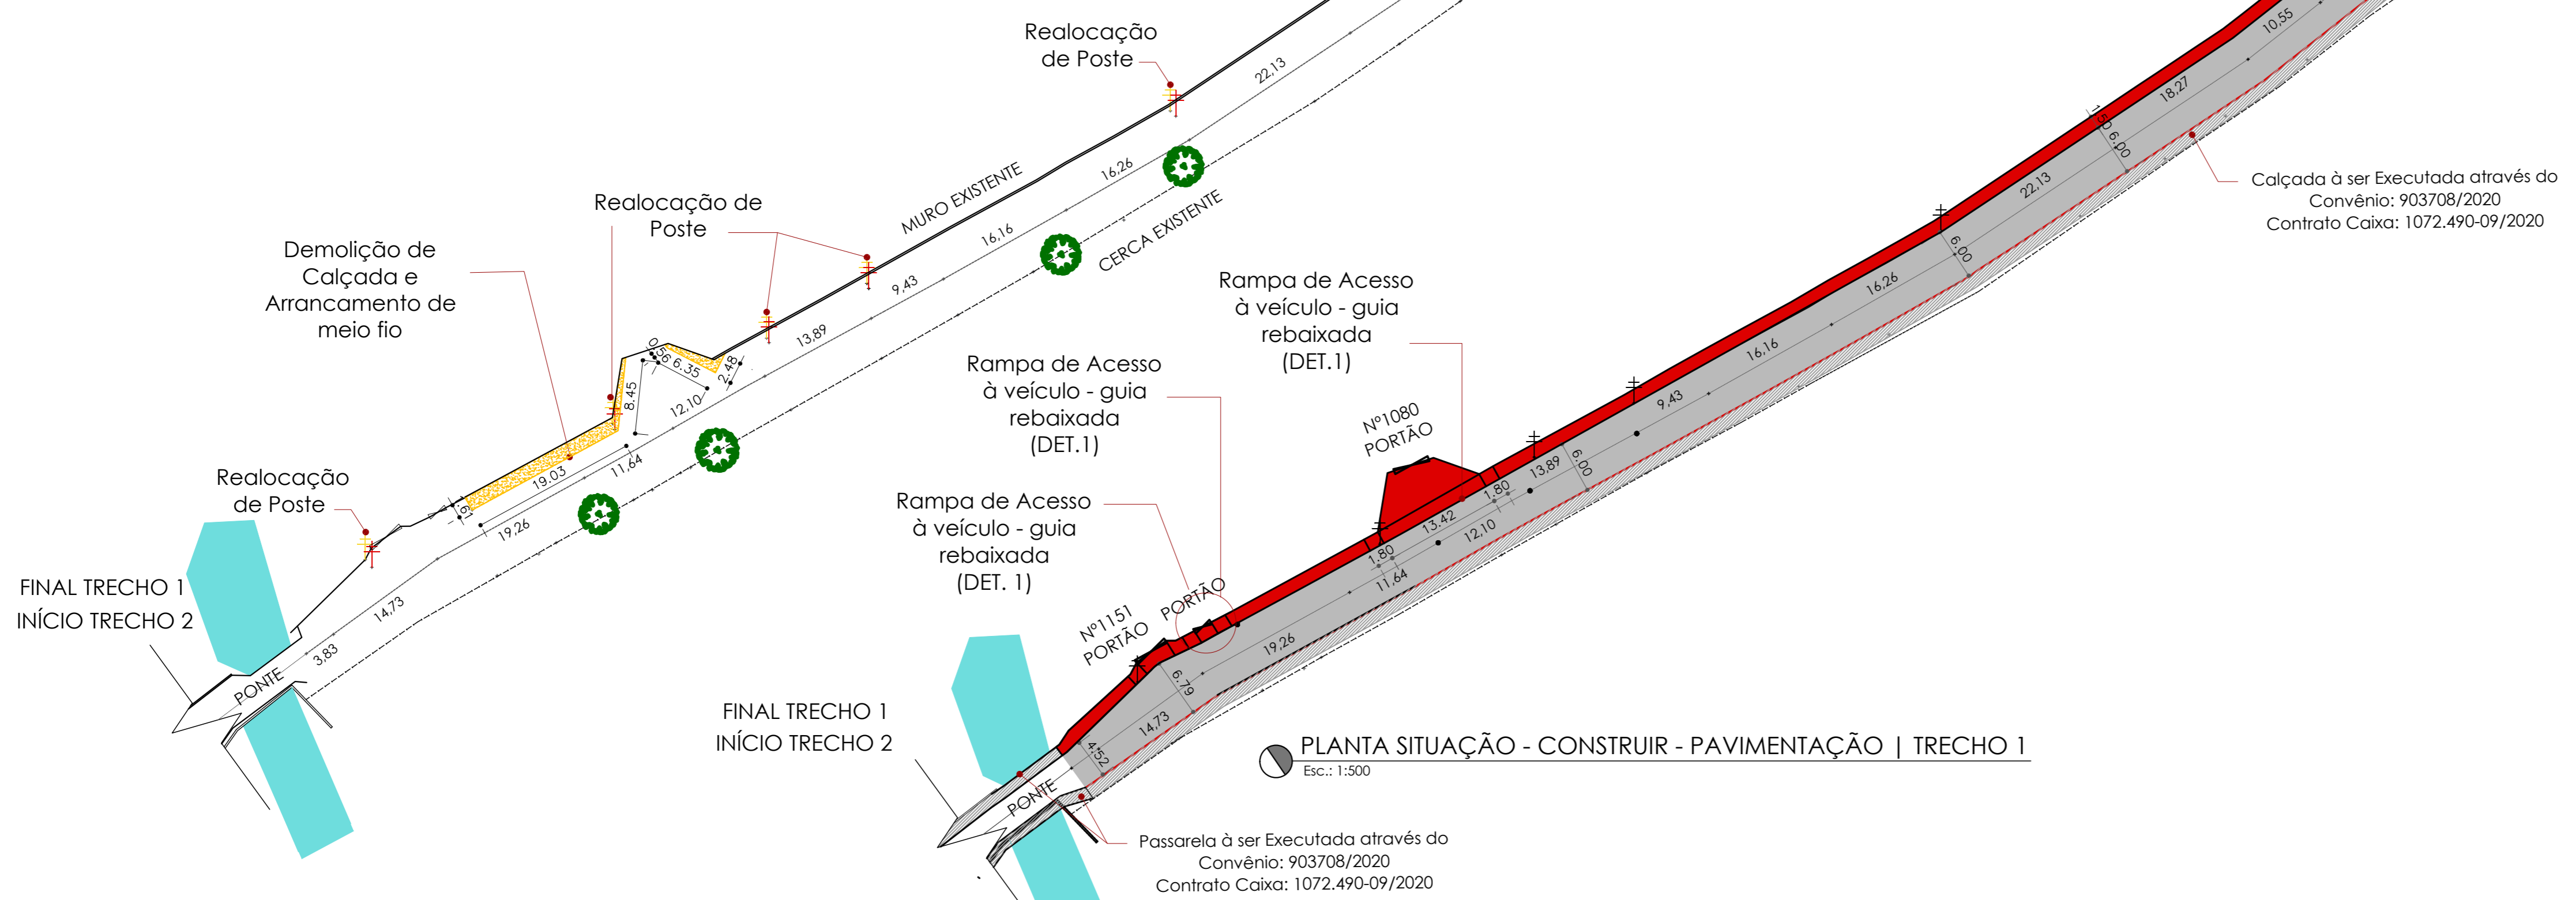 Realocação
de Poste
22,13
16,26
MURO EXISTENTE
CERCA EXISTENTE
16,16
9,43
Realocação de
Poste
Demolição de
Calçada e
Arrancamento de
meio fio
13,89
0.56
6.35
2.48
8.45
12,10
19.03
11,64
1.61
19,26
Realocação
de Poste
FINAL TRECHO 1
INÍCIO TRECHO 2
14,73
3,83
PONTE
10,55
18,27
1.50
6.00
22,13
Calçada à ser Executada através do
Convênio: 903708/2020
Contrato Caixa: 1072.490-09/2020
6.00
16,26
16,16
9,43
Rampa de Acesso
à veículo - guia
rebaixada
(DET.1)
Nº1080
PORTÃO
6.00
13,89
1.80
13.42
12,10
1.80
11,64
Rampa de Acesso
à veículo - guia
rebaixada
(DET.1)
Rampa de Acesso
à veículo - guia
rebaixada
(DET. 1)
PORTÃO
Nº1151
PORTÃO
19,26
6.79
14,73
4.52
FINAL TRECHO 1
INÍCIO TRECHO 2
PONTE
PLANTA SITUAÇÃO - CONSTRUIR - PAVIMENTAÇÃO | TRECHO 1
Esc.: 1:500
Passarela à ser Executada através do
Convênio: 903708/2020
Contrato Caixa: 1072.490-09/2020